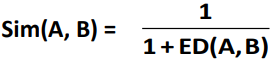 Sim(A, B) = 1
1 + ED(A, B)